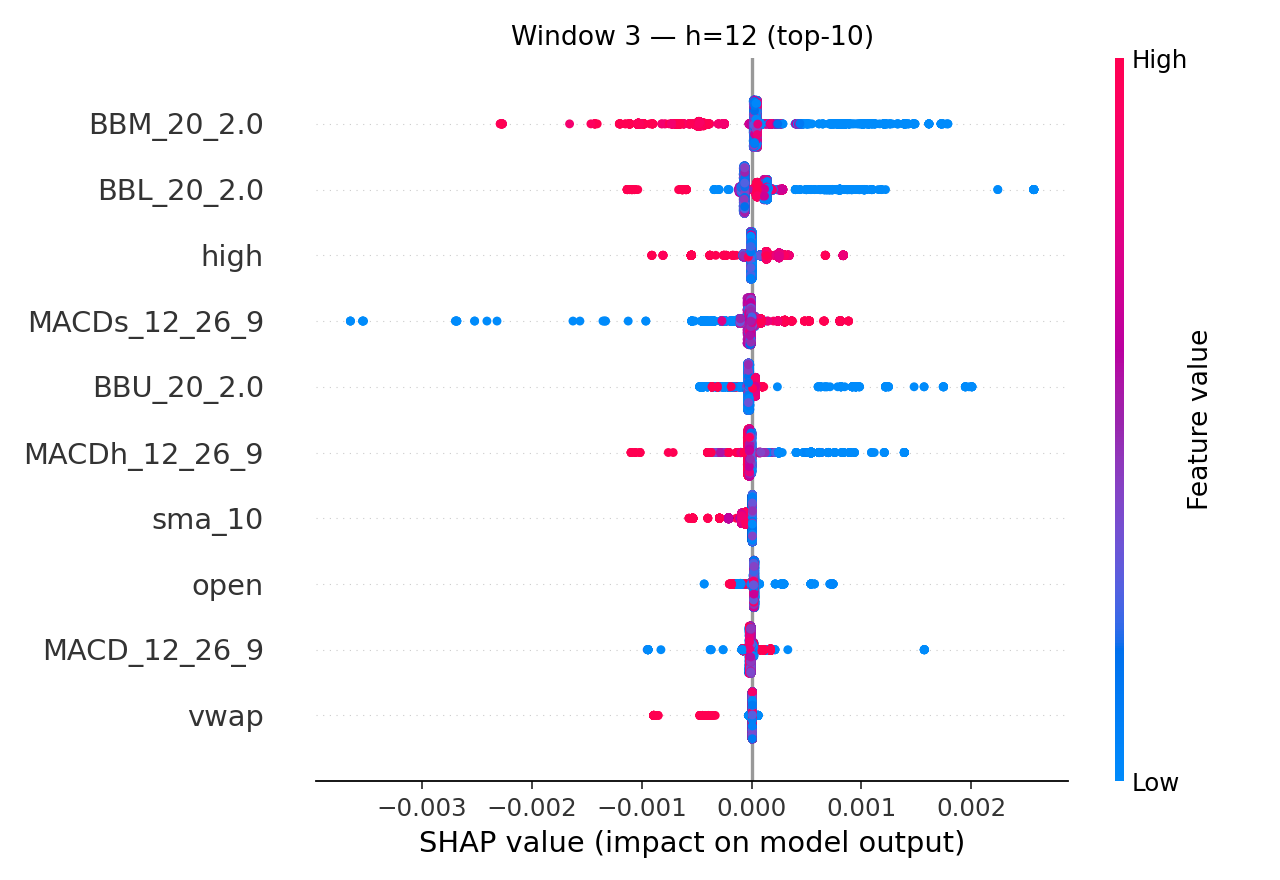 Window 3 — h=12 (top-10)
High
BBM_20_2.0
BBL_20_2.0
high
MACDs_12_26_9
BBU_20_2.0
MACDh_12_26_9
sma_10
open
MACD_12_26_9
vwap
Feature value
Low
−0.003 −0.002 −0.001 0.000 0.001 0.002
SHAP value (impact on model output)